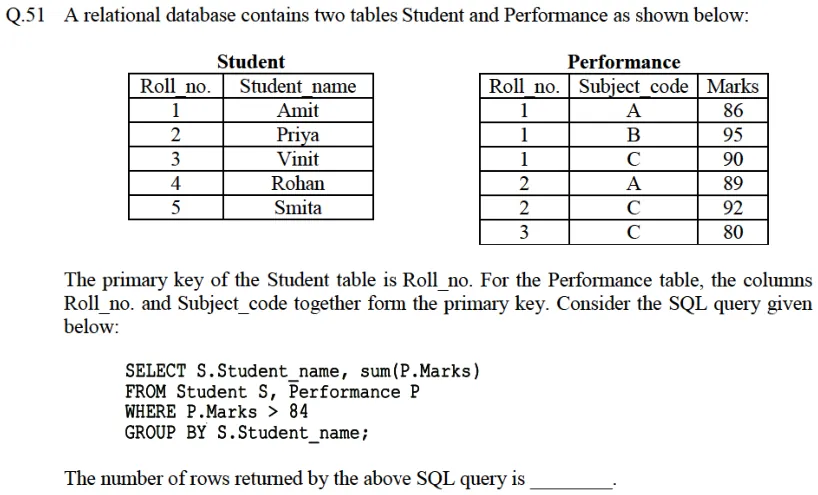 Q.51 A relational database contains two tables Student and Performance as shown below:
Student
Roll_no. Student_name
1 Amit
2 Priya
3 Vinit
4 Rohan
5 Smita
Performance
Roll_no. Subject_code Marks
1 A 86
1 B 95
1 C 90
2 A 89
2 C 92
3 C 80
The primary key of the Student table is Roll_no. For the Performance table, the columns
Roll_no. and Subject_code together form the primary key. Consider the SQL query given
below:
SELECT S.Student_name, sum(P.Marks)
FROM Student S, Performance P
WHERE P.Marks > 84
GROUP BY S.Student_name;
The number of rows returned by the above SQL query is ________.